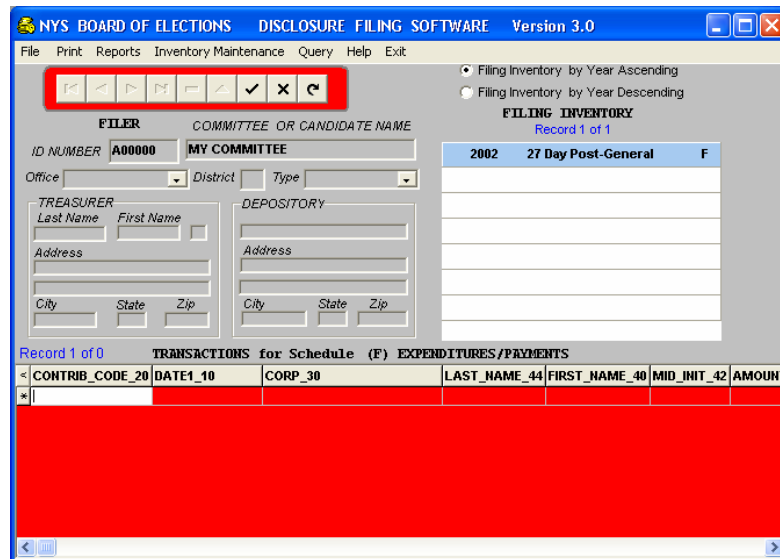 NYS BOARD OF ELECTIONS DISCLOSURE FILING SOFTWARE Version 3.0
File Print Reports Inventory Maintenance Query Help Exit
Filing Inventory by Year Ascending
Filing Inventory by Year Descending
FILER COMMITTEE OR CANDIDATE NAME
FILING INVENTORY
Record 1 of 1
ID NUMBER A00000 MY COMMITTEE
2002 27 Day Post-General F
Office District Type
TREASURER
Last Name First Name
Address
City State Zip
DEPOSITORY
Address
City State Zip
Record 1 of 0 TRANSACTIONS for Schedule (F) EXPENDITURES/PAYMENTS
< CONTRIB_CODE_20 DATE1_10 CORP_30 LAST_NAME_44 FIRST_NAME_40 MID_INIT_42 AMOUN
*